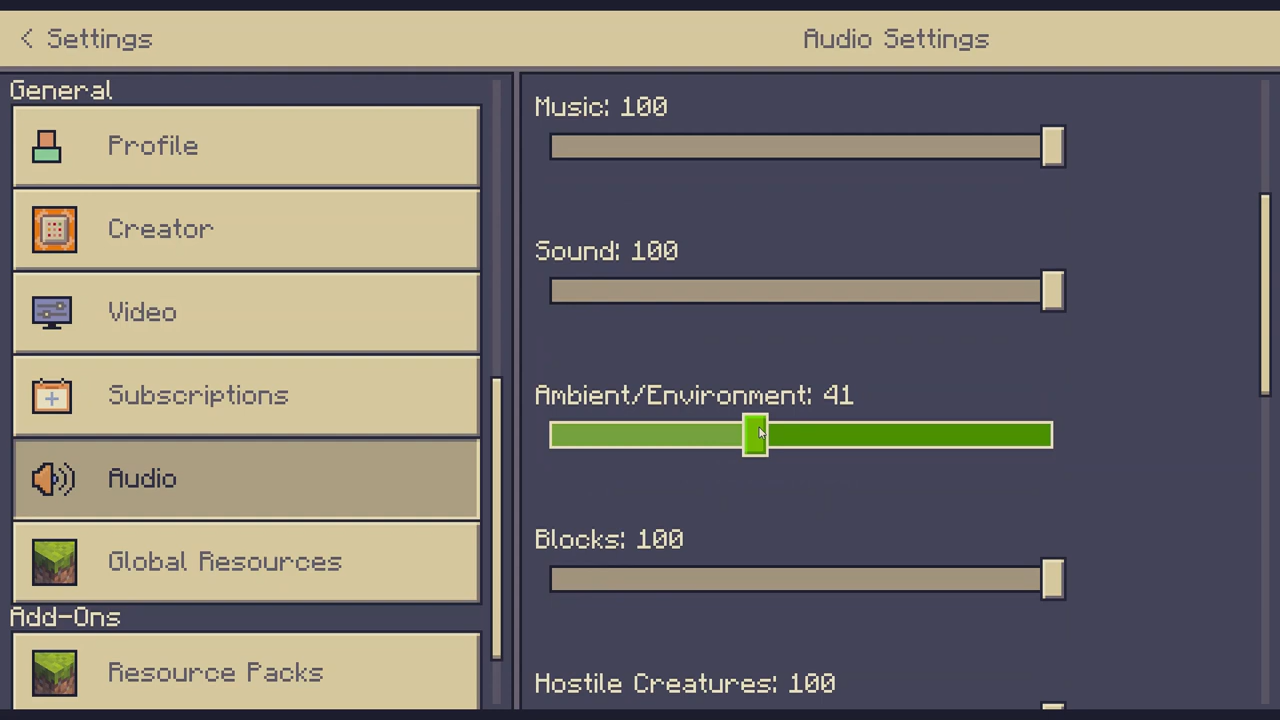 Settings
Audio Settings
General
Profile
Creator
Video
Subscriptions
Audio
Global Resources
Add-Ons
Resource Packs
Music: 100
Sound: 100
Ambient/Environment: 41
Blocks: 100
Hostile Creatures: 100